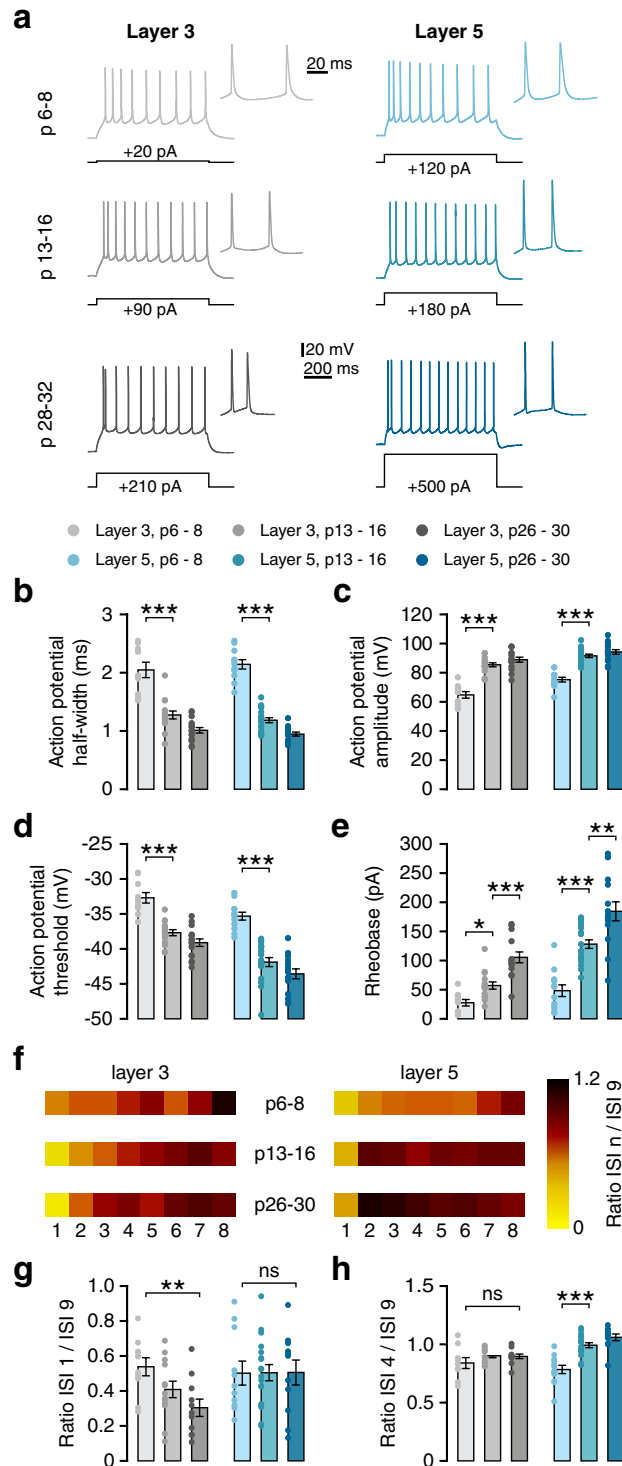 a
Layer 3
Layer 5
20 ms
p 6-8
+20 pA
+120 pA
p 13-16
+90 pA
+180 pA
20 mV
200 ms
p 28-32
+210 pA
+500 pA
Layer 3, p6 - 8
Layer 3, p13 - 16
Layer 3, p26 - 30
Layer 5, p6 - 8
Layer 5, p13 - 16
Layer 5, p26 - 30
b
Action potential
half-width (ms)
3
2
1
0
***
***
c
Action potential
amplitude (mV)
120
100
80
60
40
20
0
***
***
d
Action potential
threshold (mV)
-25
-30
-35
-40
-45
-50
***
***
e
Rheobase (pA)
300
250
200
150
100
50
0
*
***
***
**
f
layer 3
layer 5
p6-8
p13-16
p26-30
1 2 3 4 5 6 7 8
1 2 3 4 5 6 7 8
1.2
0
Ratio ISI n / ISI 9
g
Ratio ISI 1 / ISI 9
1.0
0.8
0.6
0.4
0.2
0
**
ns
h
Ratio ISI 4 / ISI 9
1.5
1.0
0.5
0
ns
***